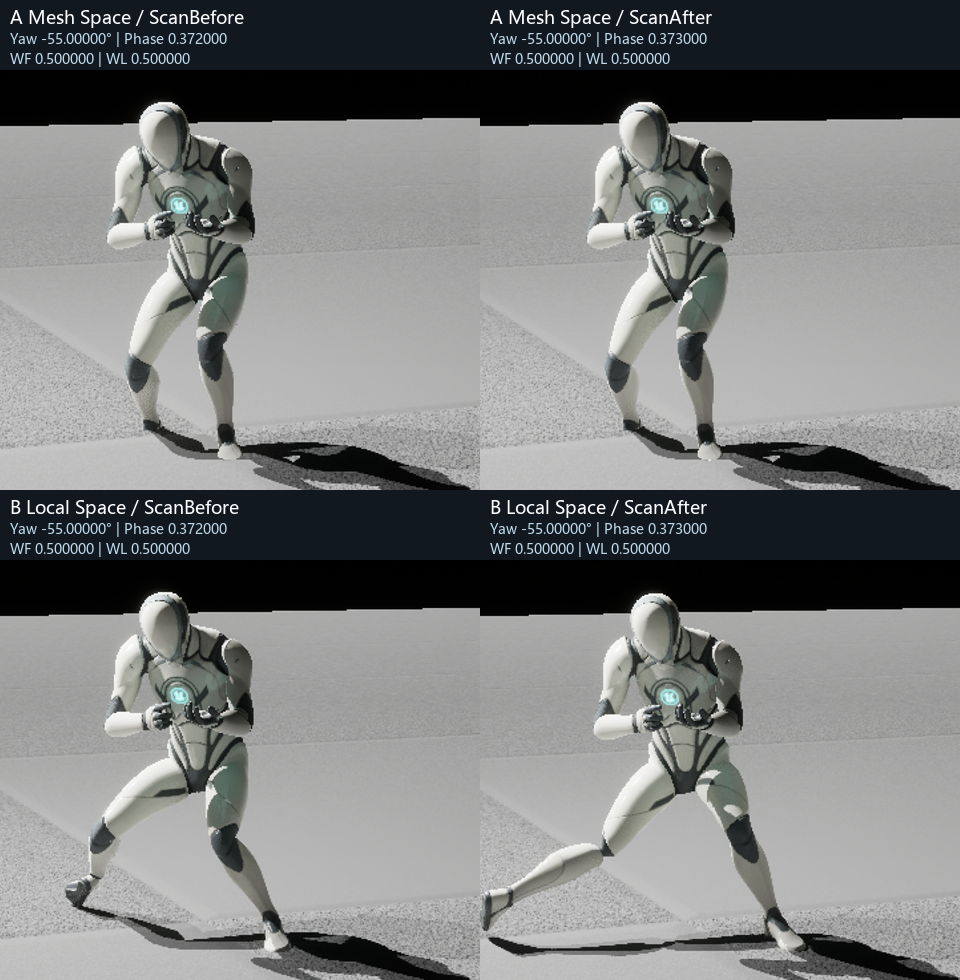 A Mesh Space / ScanBefore
Yaw -55.00000° | Phase 0.372000
WF 0.500000 | WL 0.500000
A Mesh Space / ScanAfter
Yaw -55.00000° | Phase 0.373000
WF 0.500000 | WL 0.500000
B Local Space / ScanBefore
Yaw -55.00000° | Phase 0.372000
WF 0.500000 | WL 0.500000
B Local Space / ScanAfter
Yaw -55.00000° | Phase 0.373000
WF 0.500000 | WL 0.500000